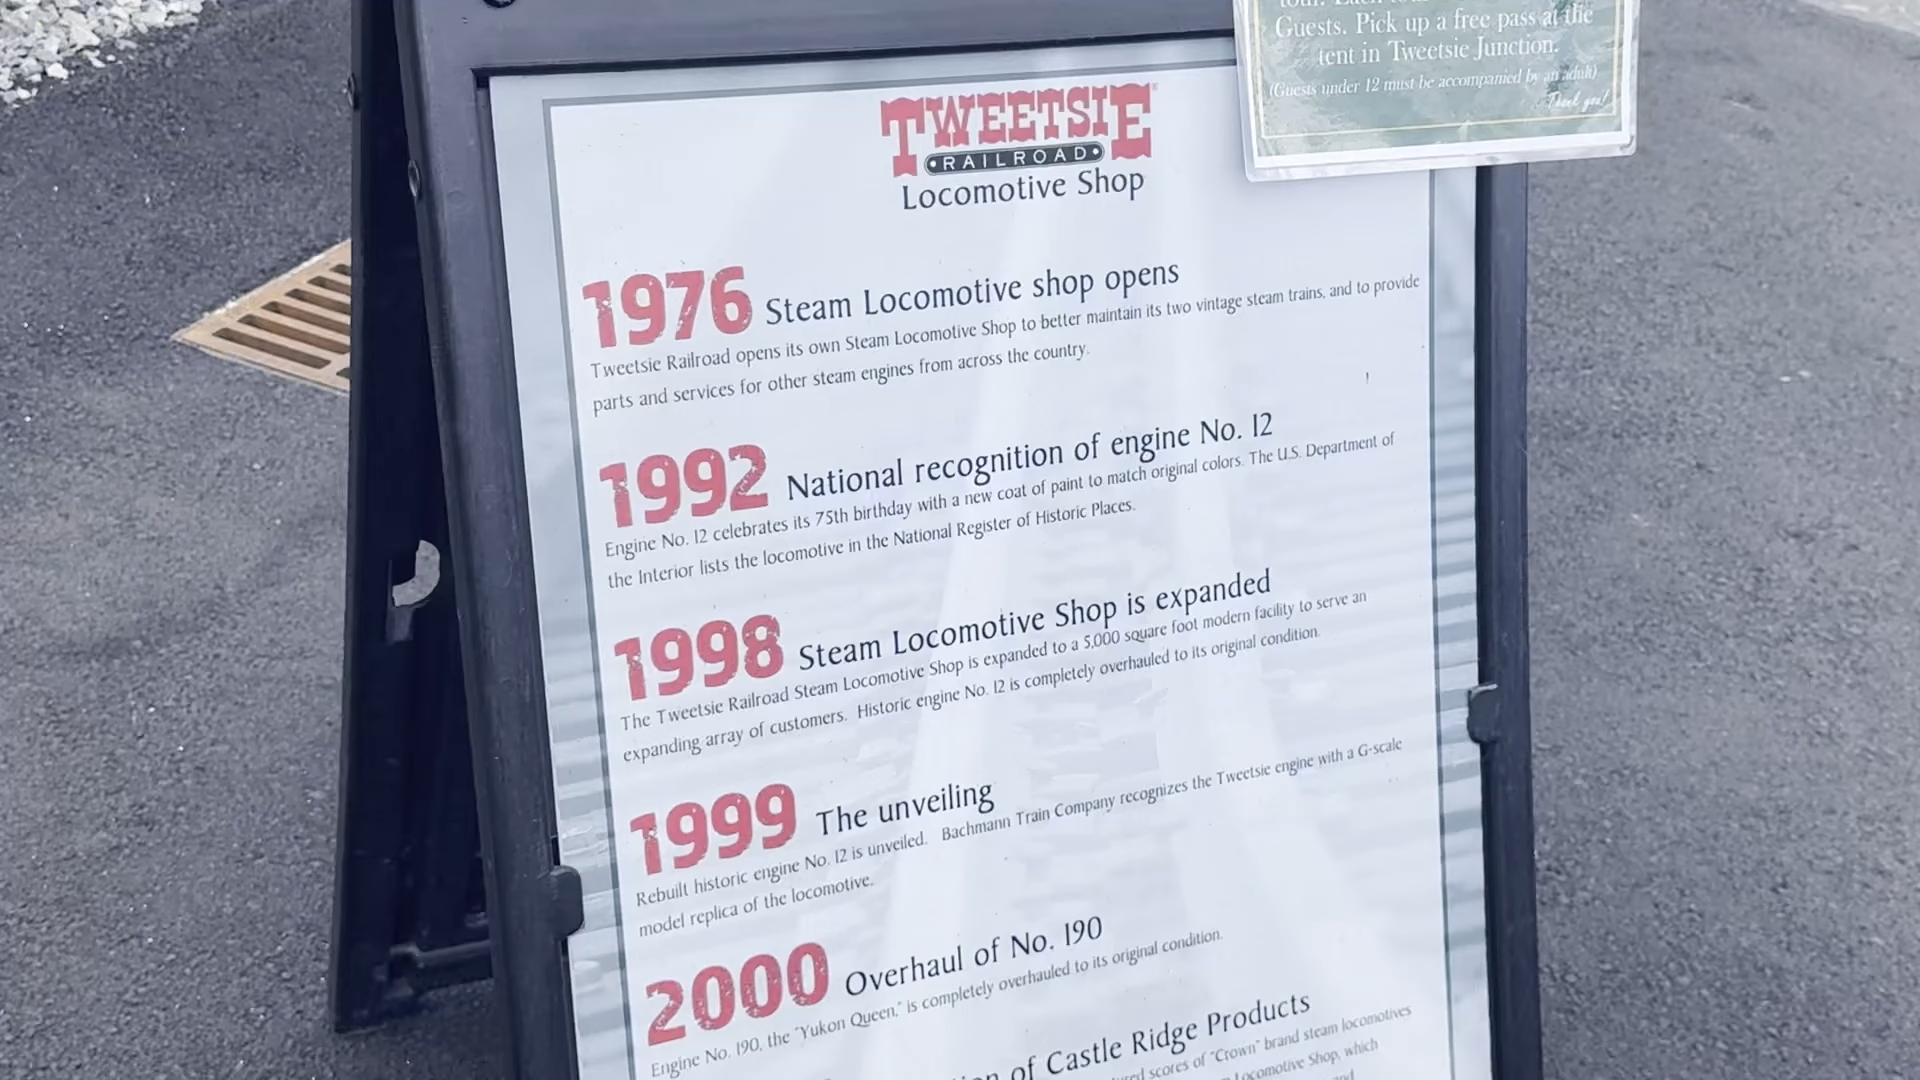 Guests. Pick up a free pass at the
tent in Tweetsie Junction.
(Guests under 12 must be accompanied by an adult)
Thank you!
TWEETSIE
RAILROAD
Locomotive Shop
1976 Steam Locomotive shop opens
Tweetsie Railroad opens its own Steam Locomotive Shop to better maintain its two vintage steam trains, and to provide
parts and services for other steam engines from across the country.
1992 National recognition of engine No. 12
Engine No. 12 celebrates its 75th birthday with a new coat of paint to match original colors. The U.S. Department of
the Interior lists the locomotive in the National Register of Historic Places.
1998 Steam Locomotive Shop is expanded
The Tweetsie Railroad Steam Locomotive Shop is expanded to a 5,000 square foot modern facility to serve an
expanding array of customers. Historic engine No. 12 is completely overhauled to its original condition.
1999 The unveiling
Rebuilt historic engine No. 12 is unveiled. Bachmann Train Company recognizes the Tweetsie engine with a G-scale
model replica of the locomotive.
2000 Overhaul of No. 190
Engine No. 190, the "Yukon Queen," is completely overhauled to its original condition.
of Castle Ridge Products
scores of "Crown" brand steam locomotives
Locomotive Shop, which